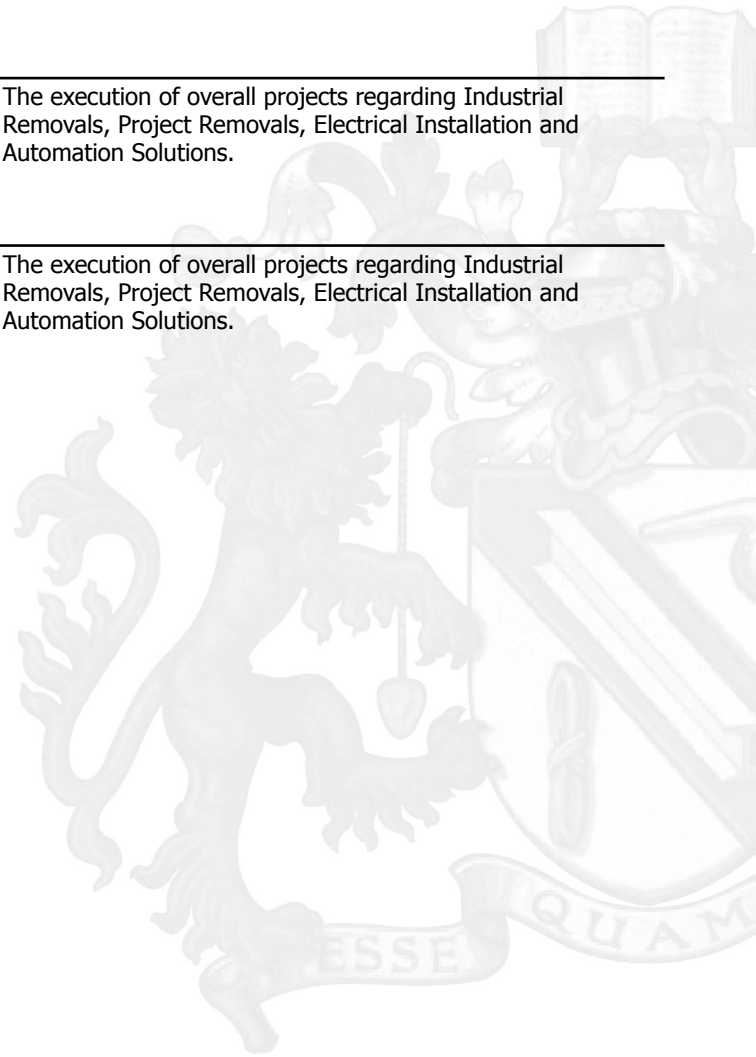 The execution of overall projects regarding Industrial
Removals, Project Removals, Electrical Installation and
Automation Solutions.
The execution of overall projects regarding Industrial
Removals, Project Removals, Electrical Installation and
Automation Solutions.
ESSE QUAM